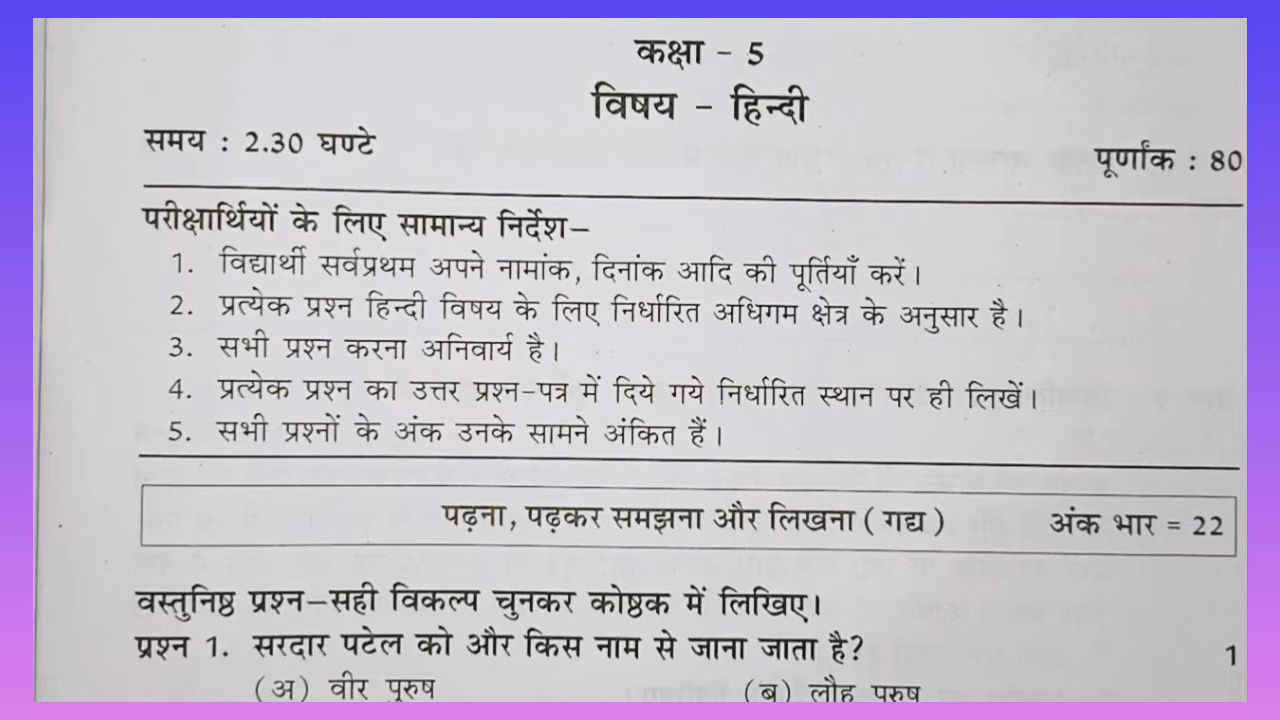 कक्षा - 5
विषय - हिन्दी
समय : 2.30 घण्टे
पूर्णांक : 80
परीक्षार्थियों के लिए सामान्य निर्देश–
1. विद्यार्थी सर्वप्रथम अपने नामांक, दिनांक आदि की पूर्तियाँ करें।
2. प्रत्येक प्रश्न हिन्दी विषय के लिए निर्धारित अधिगम क्षेत्र के अनुसार है।
3. सभी प्रश्न करना अनिवार्य है।
4. प्रत्येक प्रश्न का उत्तर प्रश्न-पत्र में दिये गये निर्धारित स्थान पर ही लिखें।
5. सभी प्रश्नों के अंक उनके सामने अंकित हैं।
पढ़ना, पढ़कर समझना और लिखना ( गद्य ) अंक भार = 22
वस्तुनिष्ठ प्रश्न–सही विकल्प चुनकर कोष्ठक में लिखिए।
प्रश्न 1. सरदार पटेल को और किस नाम से जाना जाता है? 1
(अ) वीर पुरुष (ब) लौह पुरुष